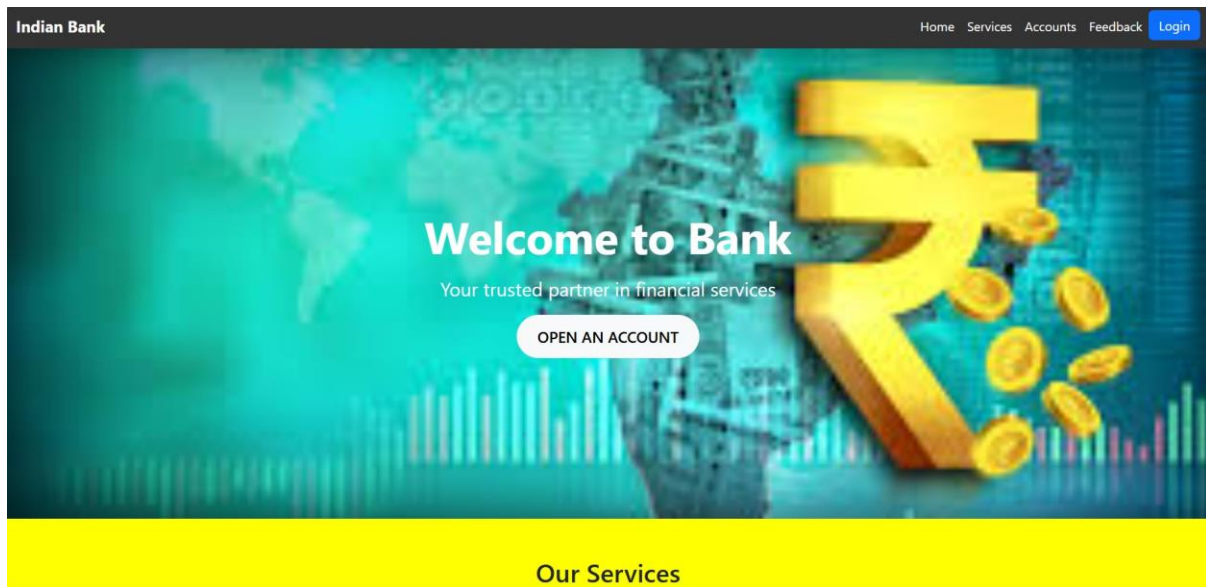 Indian Bank
Home Services Accounts Feedback Login
Welcome to Bank
Your trusted partner in financial services
OPEN AN ACCOUNT
Our Services